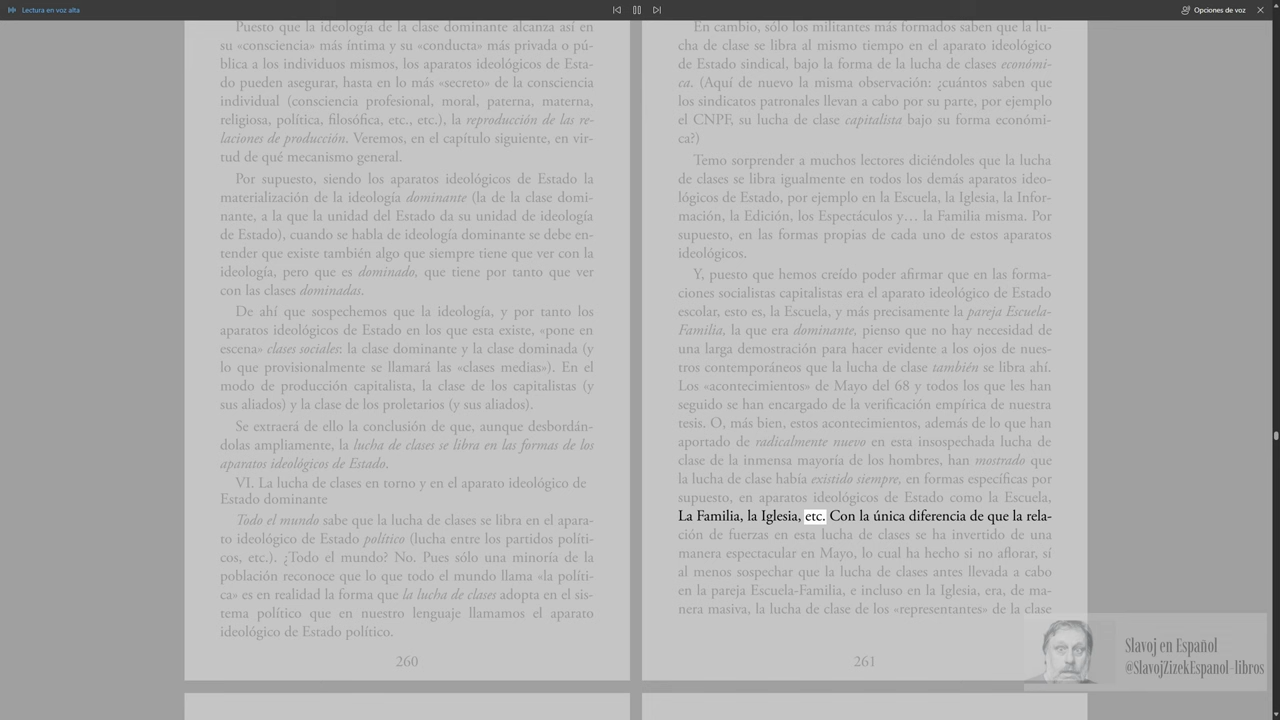 Lectura en voz alta
Opciones de voz
Puesto que la ideología de la clase dominante alcanza así en
su «consciencia» más íntima y su «conducta» más privada o pú-
blica a los individuos mismos, los aparatos ideológicos de Esta-
do pueden asegurar, hasta en lo más «secreto» de la consciencia
individual (consciencia profesional, moral, paterna, materna,
religiosa, política, filosófica, etc., etc.), la reproducción de las re-
laciones de producción. Veremos, en el capítulo siguiente, en vir-
tud de qué mecanismo general.
Por supuesto, siendo los aparatos ideológicos de Estado la
materialización de la ideología dominante (la de la clase domi-
nante, a la que la unidad del Estado da su unidad de ideología
de Estado), cuando se habla de ideología dominante se debe en-
tender que existe también algo que siempre tiene que ver con la
ideología, pero que es dominado, que tiene por tanto que ver
con las clases dominadas.
De ahí que sospechemos que la ideología, y por tanto los
aparatos ideológicos de Estado en los que esta existe, «pone en
escena» clases sociales: la clase dominante y la clase dominada (y
lo que provisionalmente se llamará las «clases medias»). En el
modo de producción capitalista, la clase de los capitalistas (y
sus aliados) y la clase de los proletarios (y sus aliados).
Se extraerá de ello la conclusión de que, aunque desbordán-
dolas ampliamente, la lucha de clases se libra en las formas de los
aparatos ideológicos de Estado.
VI. La lucha de clases en torno y en el aparato ideológico de
Estado dominante
Todo el mundo sabe que la lucha de clases se libra en el apara-
to ideológico de Estado político (lucha entre los partidos políti-
cos, etc.). ¿Todo el mundo? No. Pues sólo una minoría de la
población reconoce que lo que todo el mundo llama «la políti-
ca» es en realidad la forma que la lucha de clases adopta en el sis-
tema político que en nuestro lenguaje llamamos el aparato
ideológico de Estado político.
260
En cambio, sólo los militantes más formados saben que la lu-
cha de clase se libra al mismo tiempo en el aparato ideológico
de Estado sindical, bajo la forma de la lucha de clases económi-
ca. (Aquí de nuevo la misma observación: ¿cuántos saben que
los sindicatos patronales llevan a cabo por su parte, por ejemplo
el CNPF, su lucha de clase capitalista bajo su forma económi-
ca?)
Temo sorprender a muchos lectores diciéndoles que la lucha
de clases se libra igualmente en todos los demás aparatos ideo-
lógicos de Estado, por ejemplo en la Escuela, la Iglesia, la Infor-
mación, la Edición, los Espectáculos y… la Familia misma. Por
supuesto, en las formas propias de cada uno de estos aparatos
ideológicos.
Y, puesto que hemos creído poder afirmar que en las forma-
ciones socialistas capitalistas era el aparato ideológico de Estado
escolar, esto es, la Escuela, y más precisamente la pareja Escuela-
Familia, la que era dominante, pienso que no hay necesidad de
una larga demostración para hacer evidente a los ojos de nues-
tros contemporáneos que la lucha de clase también se libra ahí.
Los «acontecimientos» de Mayo del 68 y todos los que les han
seguido se han encargado de la verificación empírica de nuestra
tesis. O, más bien, estos acontecimientos, además de lo que han
aportado de radicalmente nuevo en esta insospechada lucha de
clase de la inmensa mayoría de los hombres, han mostrado que
la lucha de clase había existido siempre, en formas específicas por
supuesto, en aparatos ideológicos de Estado como la Escuela,
La Familia, la Iglesia, etc. Con la única diferencia de que la rela-
ción de fuerzas en esta lucha de clases se ha invertido de una
manera espectacular en Mayo, lo cual ha hecho si no aflorar, sí
al menos sospechar que la lucha de clases antes llevada a cabo
en la pareja Escuela-Familia, e incluso en la Iglesia, era, de ma-
nera masiva, la lucha de clase de los «representantes» de la clase
261
Slavoj en Español
@SlavojZizekEspanol-libros